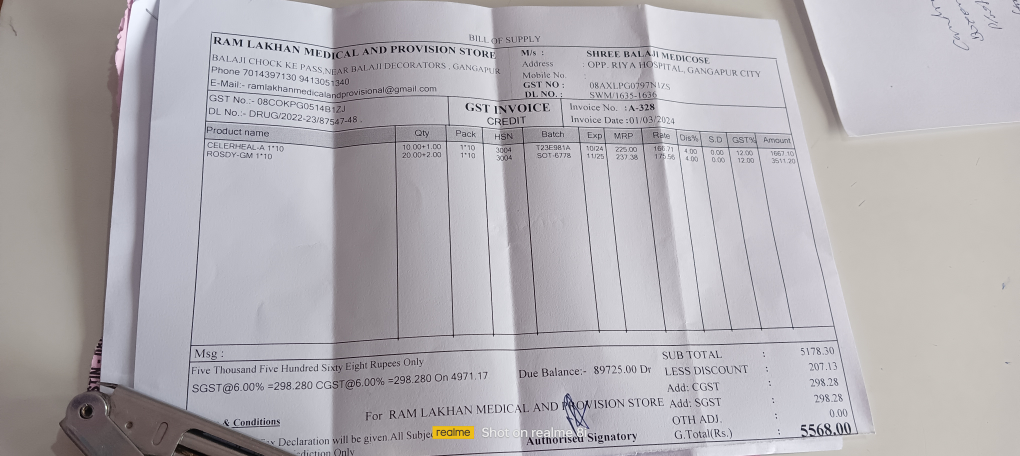 BILL OF SUPPLY
RAM LAKHAN MEDICAL AND PROVISION STORE
BALAJI CHOCK KE PASS,NEAR BALAJI DECORATORS , GANGAPUR
Phone 7014397130 9413051340
E-Mail:- ramlakhanmedicalandprovisional@gmail.com
GST No.:- 08COKPG0514B1ZJ
DL No.:- DRUG/2022-23/87547-48 .
M/s : SHREE BALAJI MEDICOSE
Address : OPP. RIYA HOSPITAL, GANGAPUR CITY
Mobile No.
GST NO : 08AXLPG0797N1ZS
DL NO. : SWM/1635-1636
GST INVOICE
CREDIT
Invoice No. :A-328
Invoice Date :01/03/2024
Product name Qty Pack HSN Batch Exp MRP Rate Dis% S.D GST% Amount
CELERHEAL-A 1*10 10.00+1.00 1*10 3004 T23E981A 10/24 225.00 166.71 4.00 0.00 12.00 1667.10
ROSDY-GM 1*10 20.00+2.00 1*10 3004 SOT-6778 11/25 237.38 175.56 4.00 0.00 12.00 3511.20
Msg :
Five Thousand Five Hundred Sixty Eight Rupees Only
SGST@6.00% =298.280 CGST@6.00% =298.280 On 4971.17
Due Balance:- 89725.00 Dr
SUB TOTAL : 5178.30
LESS DISCOUNT : 207.13
Add: CGST : 298.28
Add: SGST : 298.28
OTH ADJ. : 0.00
G.Total(Rs.) : 5568.00
For RAM LAKHAN MEDICAL AND PROVISION STORE
Authorised Signatory
& Conditions
Declaration will be given.All
Only
realme Shot on realme 8i